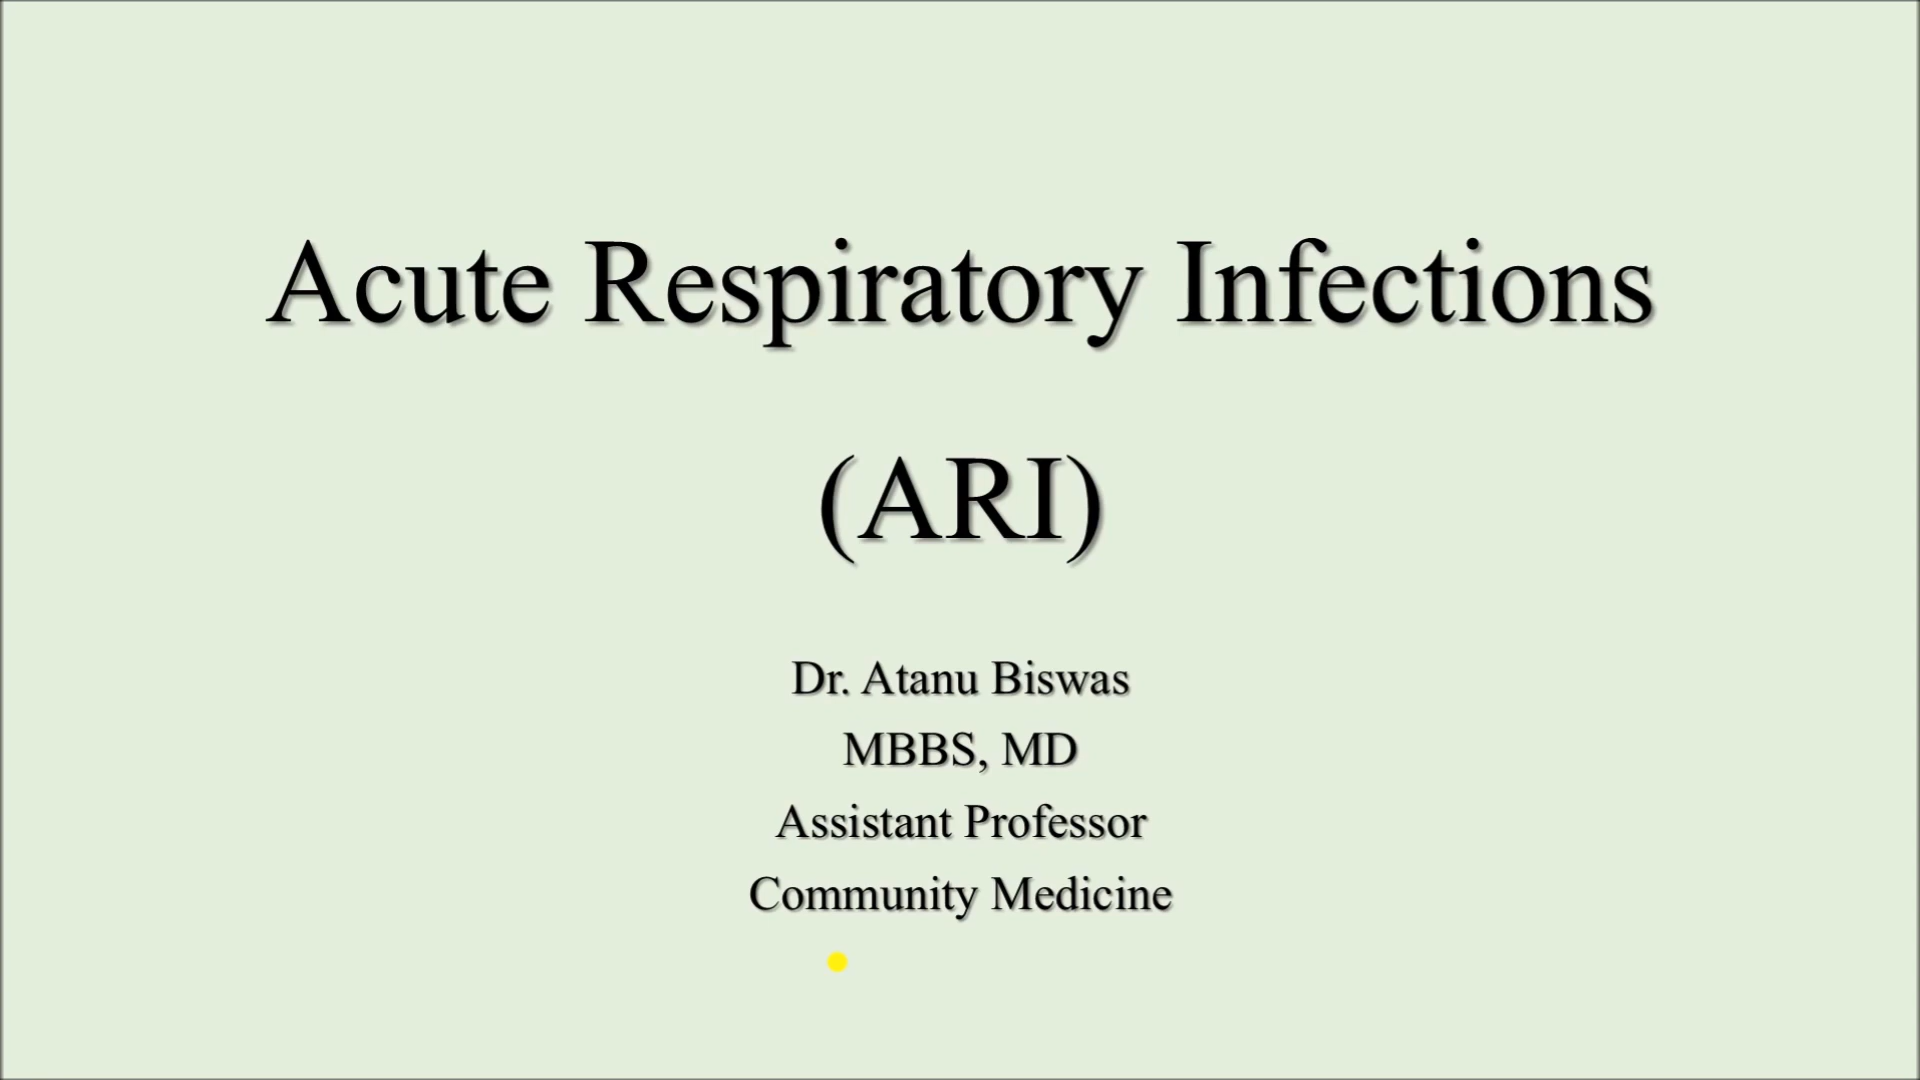 Acute Respiratory Infections
(ARI)
Dr. Atanu Biswas
MBBS, MD
Assistant Professor
Community Medicine